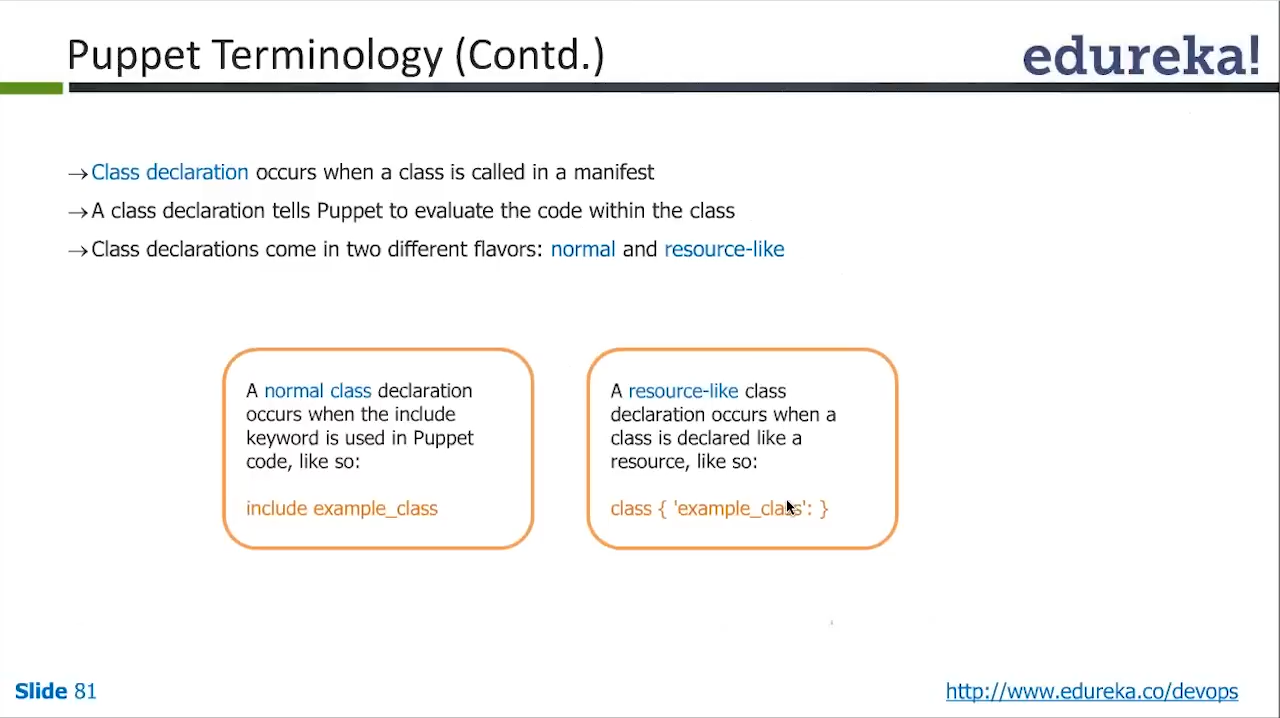 Puppet Terminology (Contd.)
edureka!
→Class declaration occurs when a class is called in a manifest
→A class declaration tells Puppet to evaluate the code within the class
→Class declarations come in two different flavors: normal and resource-like
A normal class declaration
occurs when the include
keyword is used in Puppet
code, like so:
include example_class
A resource-like class
declaration occurs when a
class is declared like a
resource, like so:
class { 'example_class': }
Slide 81
http://www.edureka.co/devops